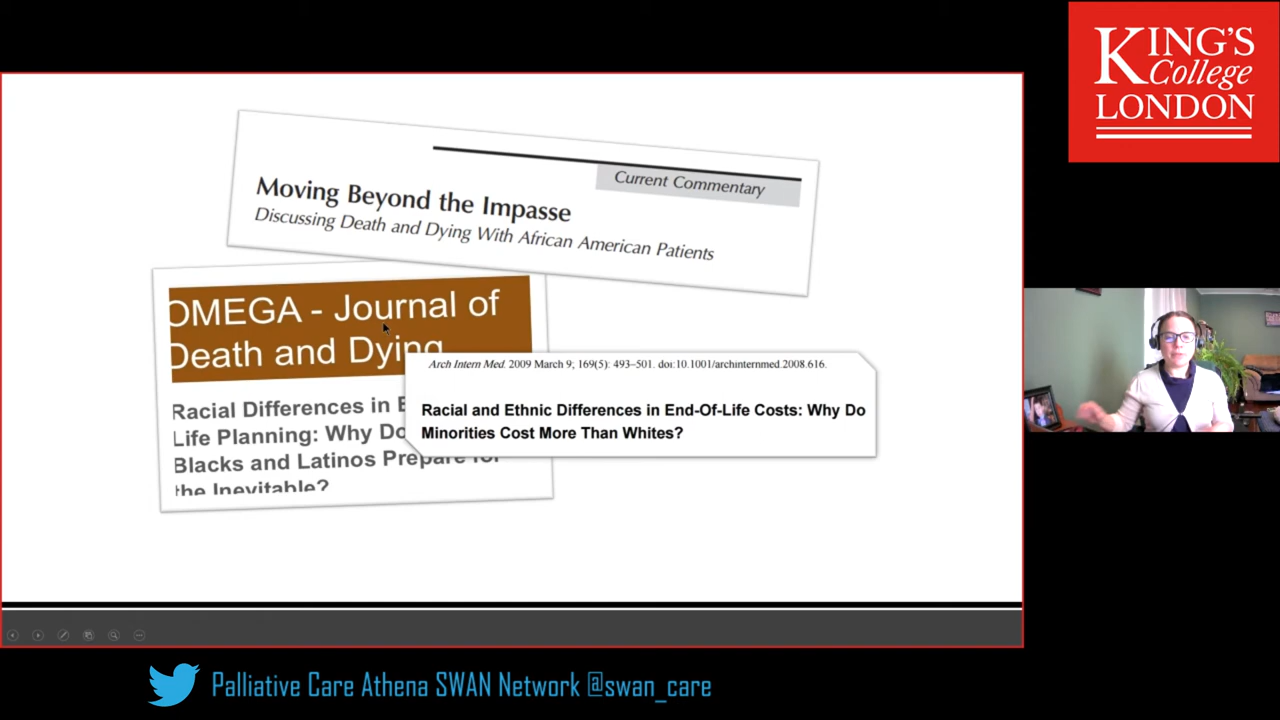 KING'S
College
LONDON
Current Commentary
Moving Beyond the Impasse
Discussing Death and Dying With African American Patients
OMEGA - Journal of
Death and Dying
Racial Differences in
Life Planning: Why Do
Blacks and Latinos Prepare for
the Inevitable?
Arch Intern Med. 2009 March 9; 169(5): 493–501. doi:10.1001/archinternmed.2008.616.
Racial and Ethnic Differences in End-Of-Life Costs: Why Do
Minorities Cost More Than Whites?
Palliative Care Athena SWAN Network @swan_care